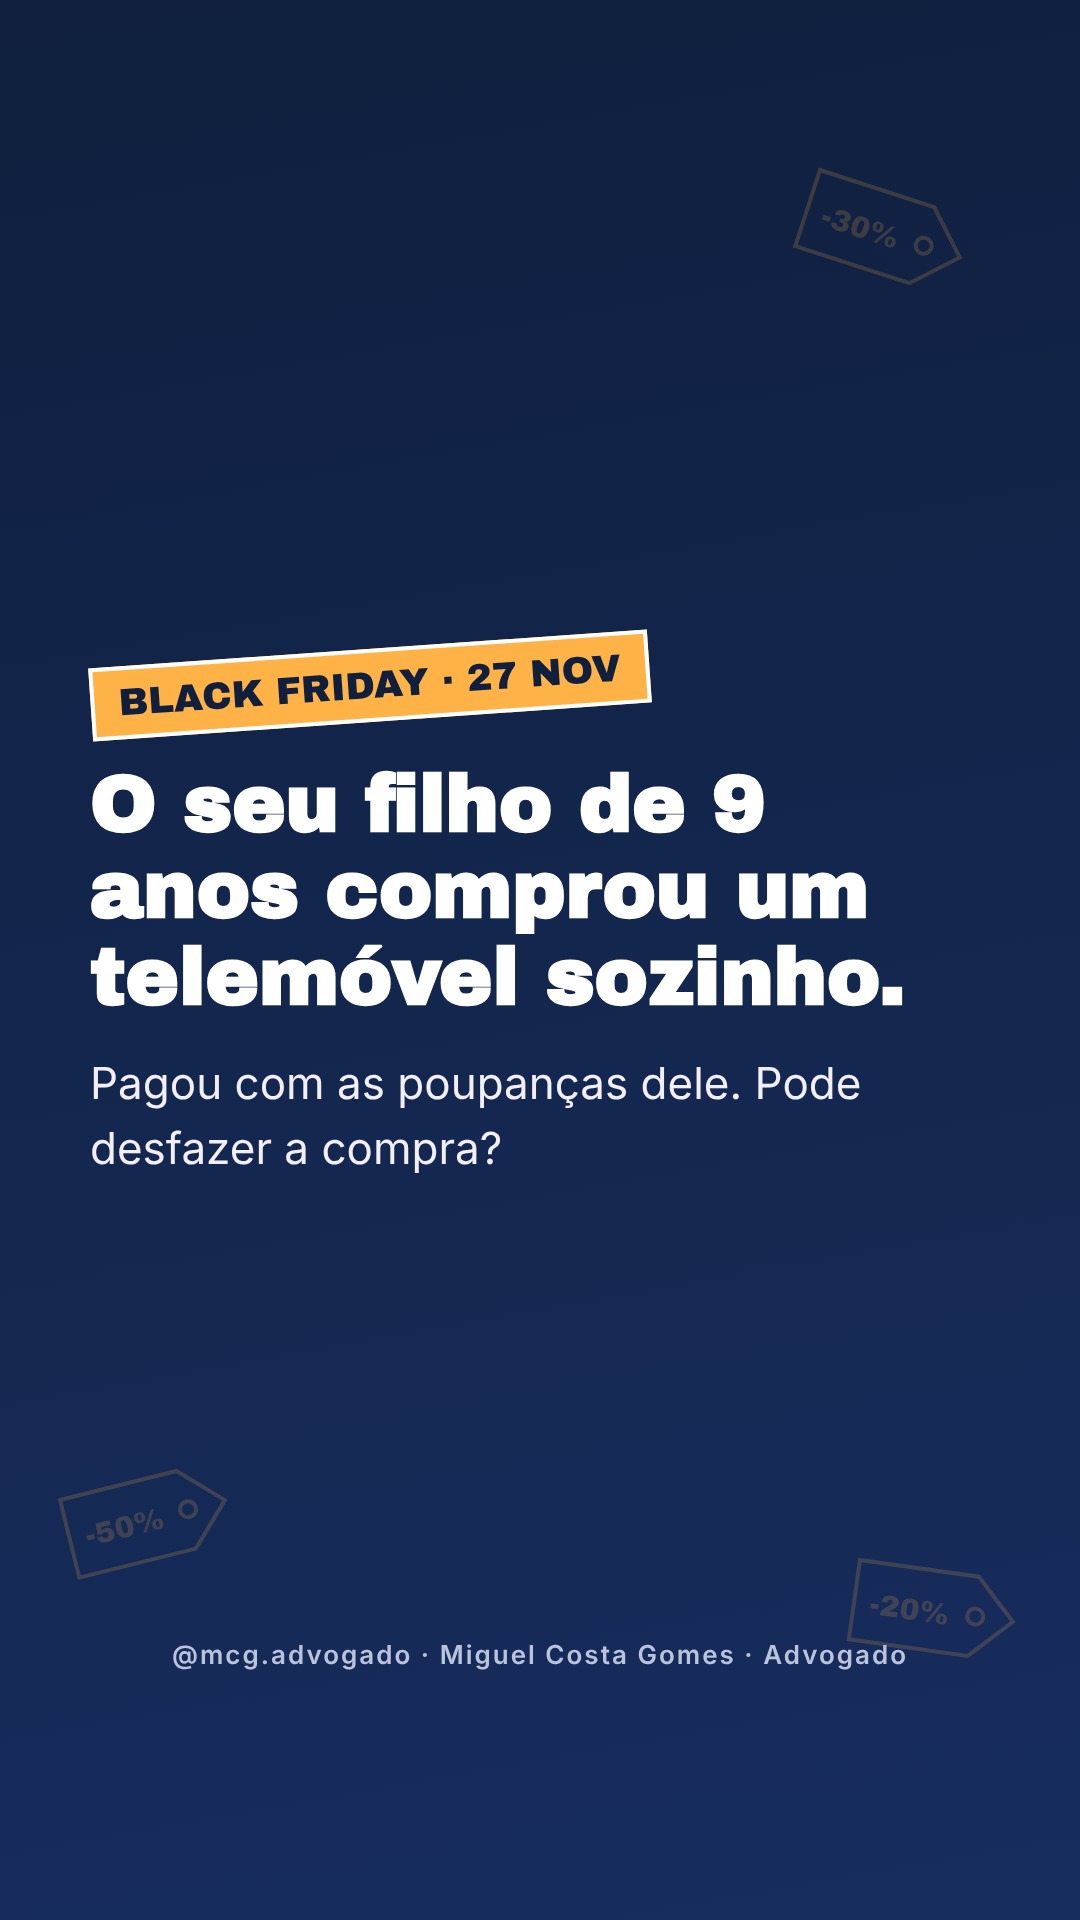 -30%
BLACK FRIDAY · 27 NOV
O seu filho de 9
anos comprou um
telemóvel sozinho.
Pagou com as poupanças dele. Pode
desfazer a compra?
-50%
-20%
@mcg.advogado · Miguel Costa Gomes · Advogado